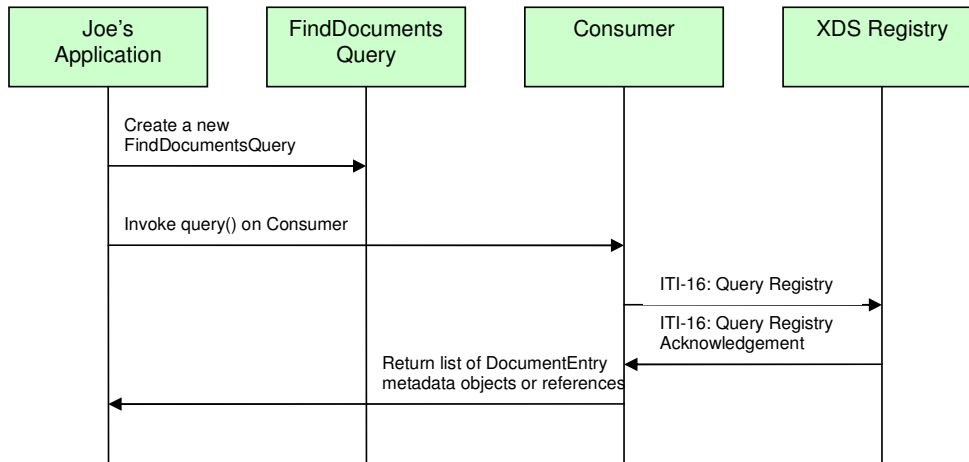 Joe's
Application
FindDocuments
Query
Consumer
XDS Registry
Create a new
FindDocumentsQuery
Invoke query() on Consumer
ITI-16: Query Registry
ITI-16: Query Registry
Acknowledgement
Return list of DocumentEntry
metadata objects or references